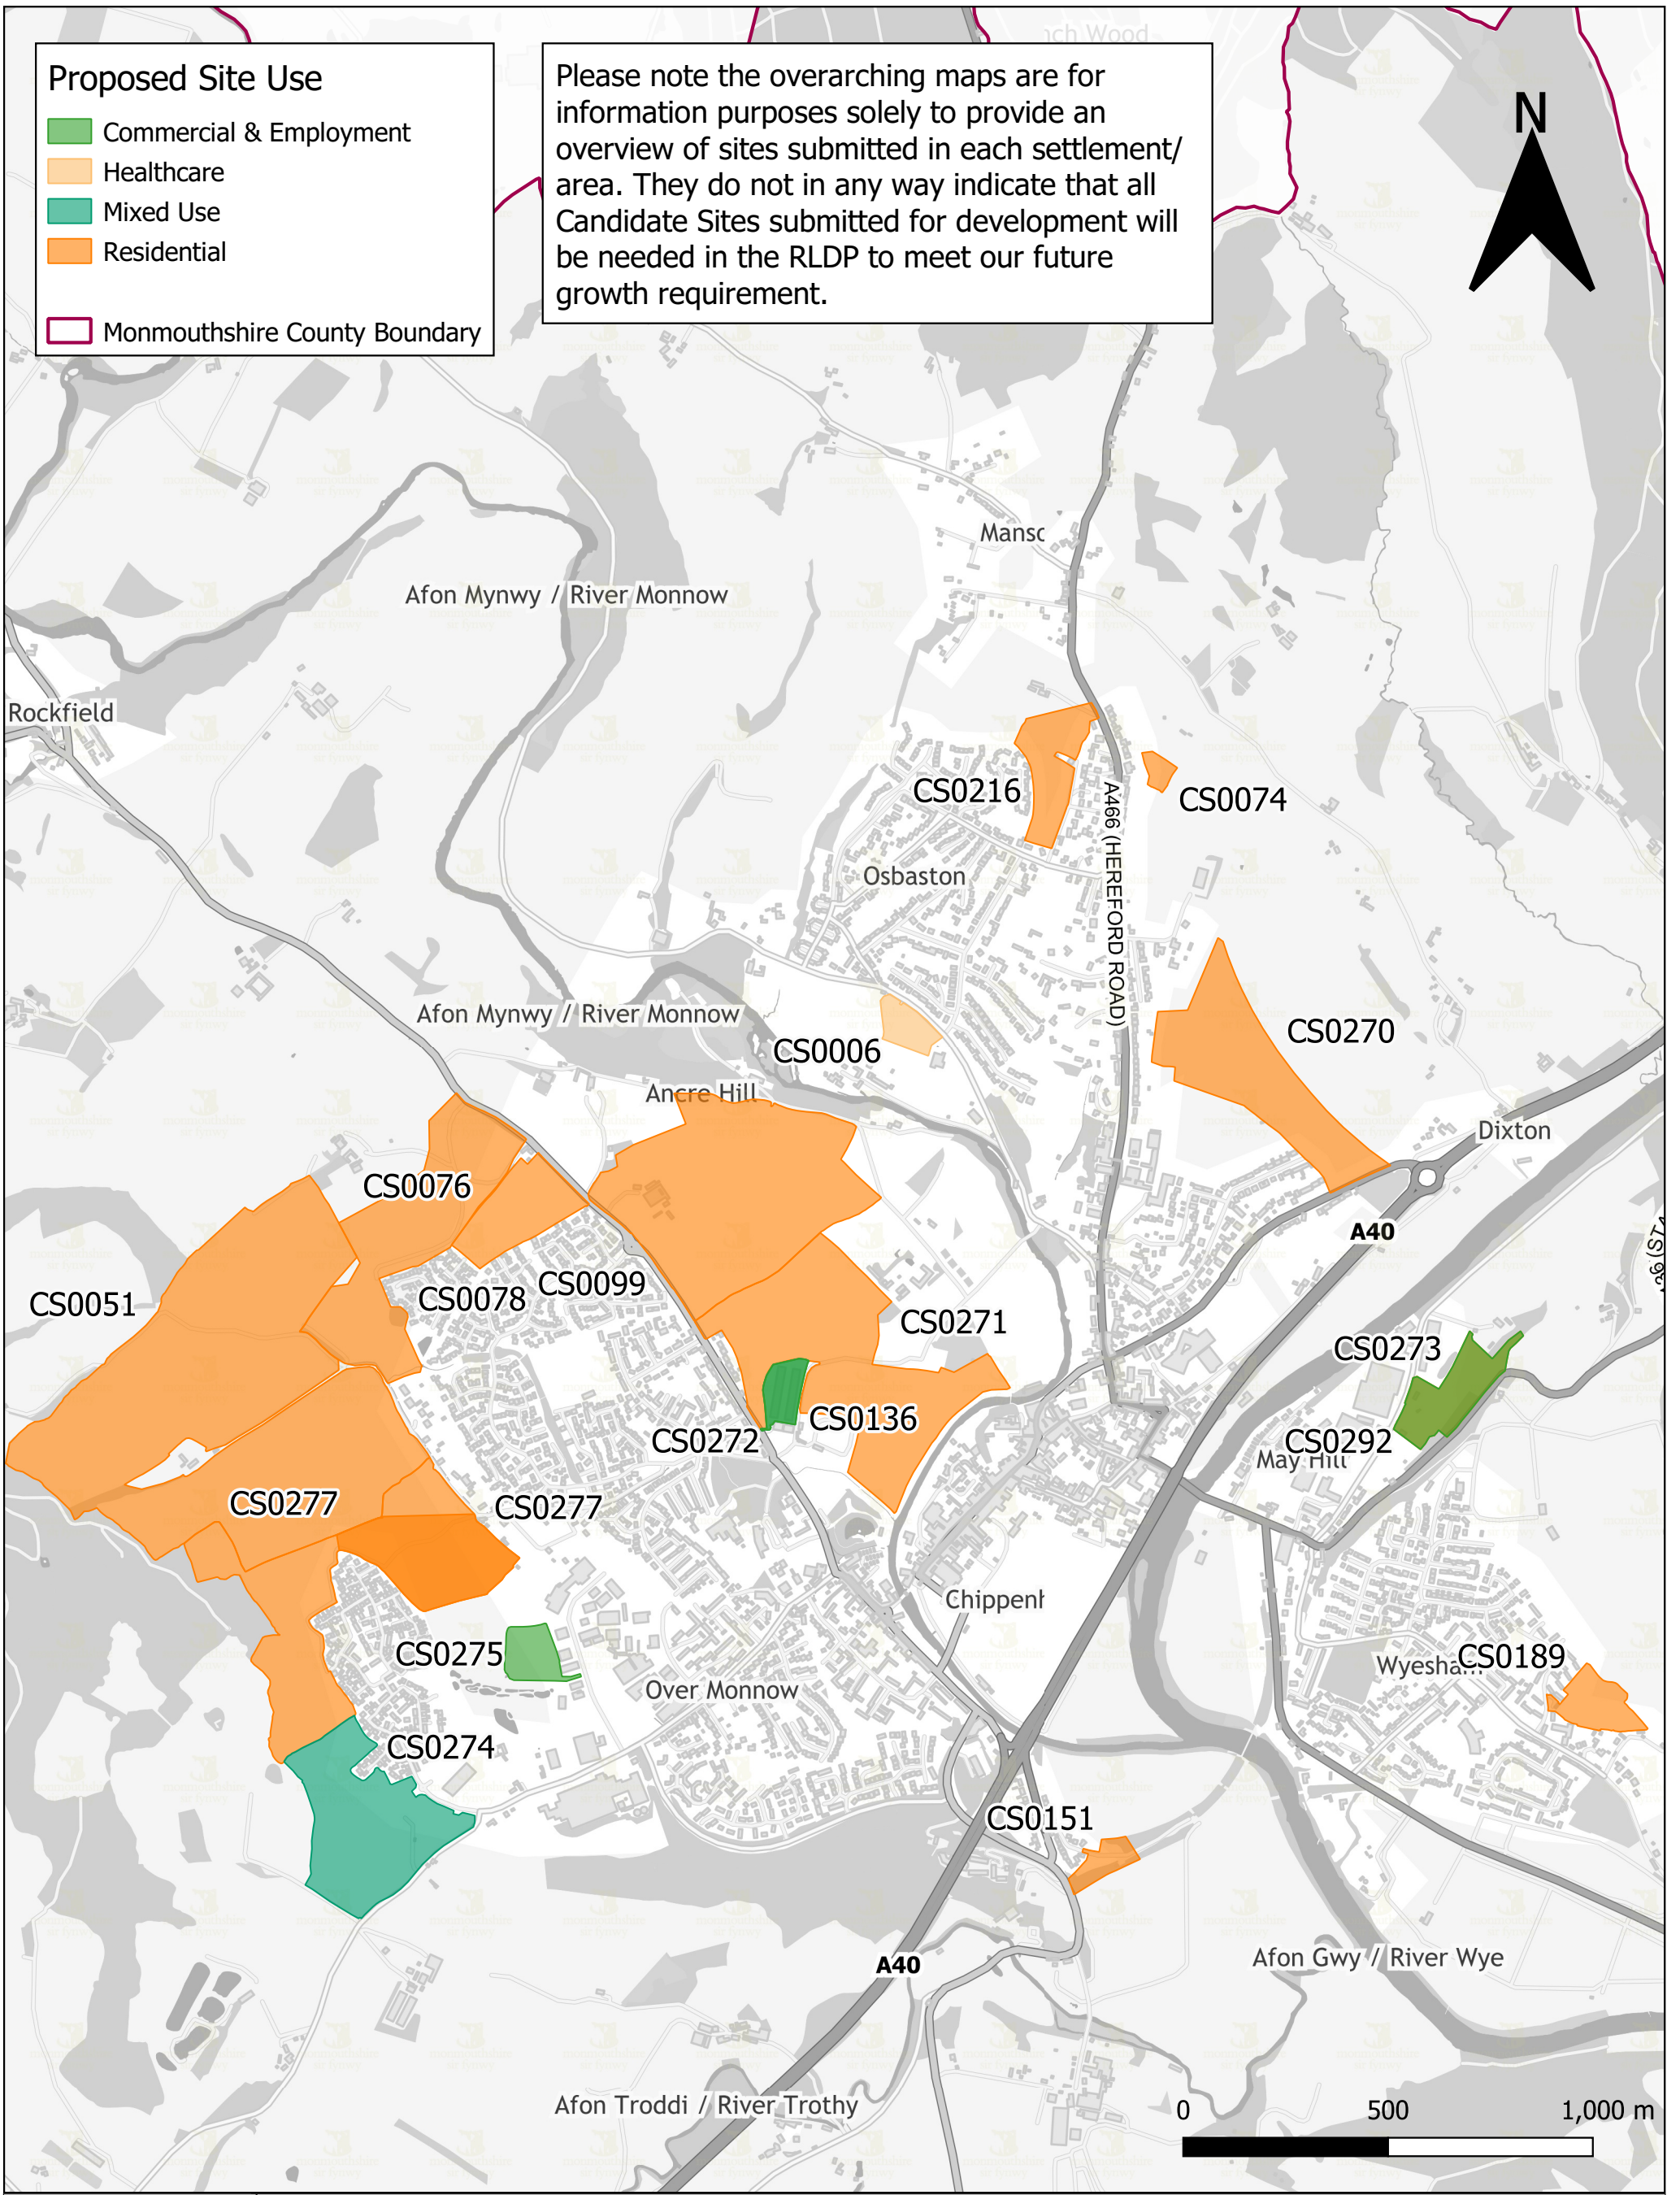 Proposed Site Use
Commercial & Employment
Healthcare
Mixed Use
Residential
Monmouthshire County Boundary
Please note the overarching maps are for
information purposes solely to provide an
overview of sites submitted in each settlement/
area. They do not in any way indicate that all
Candidate Sites submitted for development will
be needed in the RLDP to meet our future
growth requirement.
N
nch Wood
Mansc
Afon Mynwy / River Monnow
Rockfield
CS0216
CS0074
A466 (HEREFORD ROAD)
Osbaston
Afon Mynwy / River Monnow
CS0006
CS0270
Ancre Hill
Dixton
CS0076
A40
CS0051
CS0078
CS0099
CS0271
CS0273
CS0136
CS0272
CS0292
May Hill
CS0277
CS0277
Chippenh
CS0275
Wyesham
CS0189
Over Monnow
CS0274
CS0151
A40
Afon Gwy / River Wye
Afon Troddi / River Trothy
0
500
1,000 m